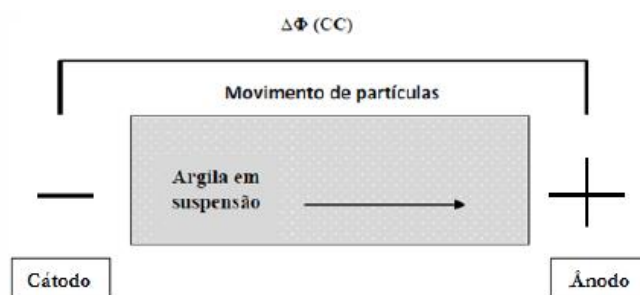 ΔΦ (CC)
Movimento de partículas
Argila em
suspensão
Cátodo
Ânodo